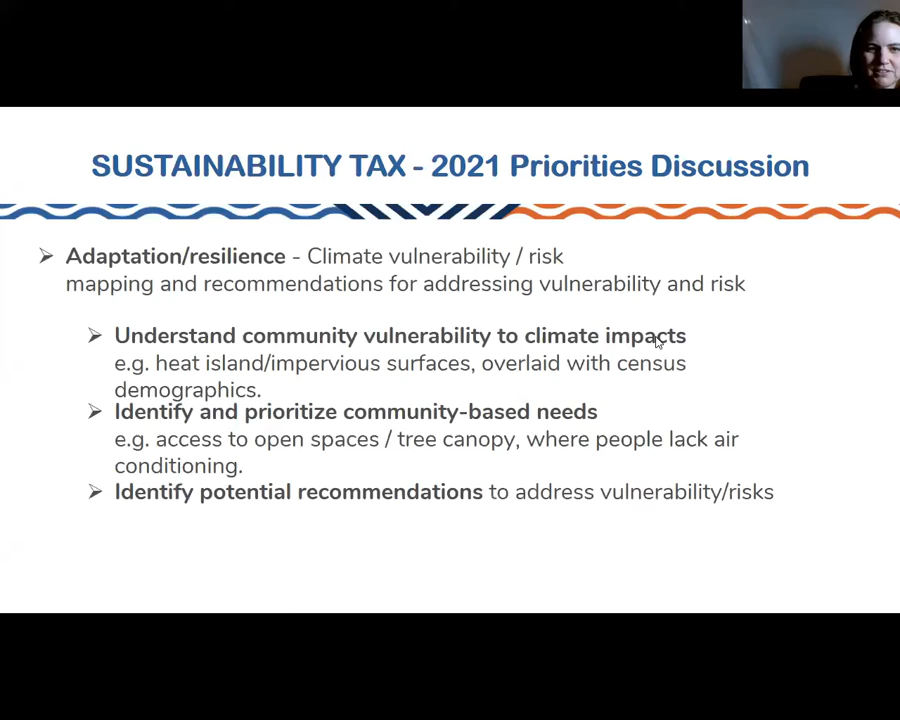 SUSTAINABILITY TAX - 2021 Priorities Discussion
➢ Adaptation/resilience - Climate vulnerability / risk
mapping and recommendations for addressing vulnerability and risk
➢ Understand community vulnerability to climate impacts
e.g. heat island/impervious surfaces, overlaid with census
demographics.
➢ Identify and prioritize community-based needs
e.g. access to open spaces / tree canopy, where people lack air
conditioning.
➢ Identify potential recommendations to address vulnerability/risks